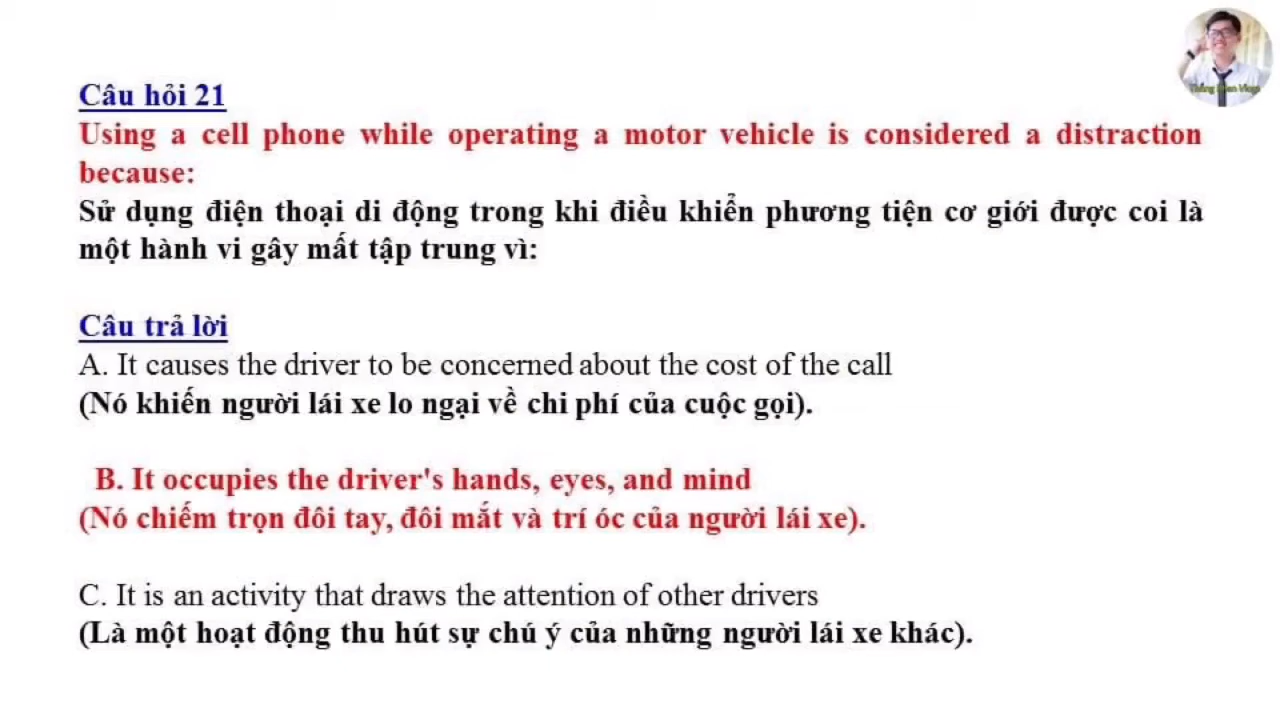 Câu hỏi 21
Using a cell phone while operating a motor vehicle is considered a distraction
because:
Sử dụng điện thoại di động trong khi điều khiển phương tiện cơ giới được coi là
một hành vi gây mất tập trung vì:
Câu trả lời
A. It causes the driver to be concerned about the cost of the call
(Nó khiến người lái xe lo ngại về chi phí của cuộc gọi).
B. It occupies the driver's hands, eyes, and mind
(Nó chiếm trọn đôi tay, đôi mắt và trí óc của người lái xe).
C. It is an activity that draws the attention of other drivers
(Là một hoạt động thu hút sự chú ý của những người lái xe khác).